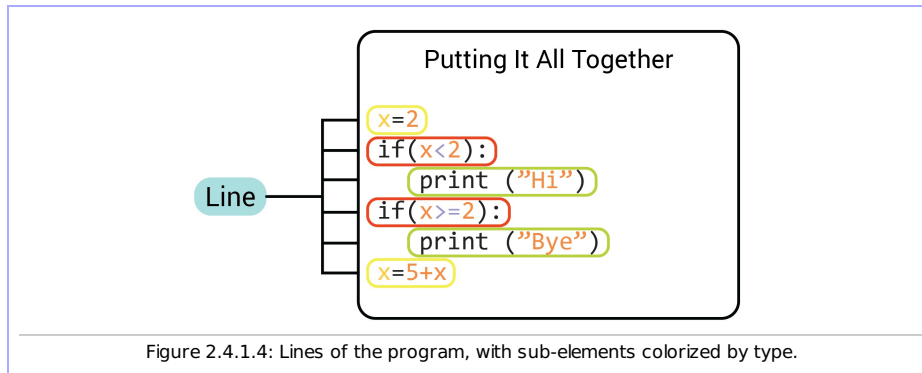 Putting It All Together
x=2
if(x<2):
print (”Hi”)
Line
if(x>=2):
print (”Bye”)
x=5+x
Figure 2.4.1.4: Lines of the program, with sub-elements colorized by type.